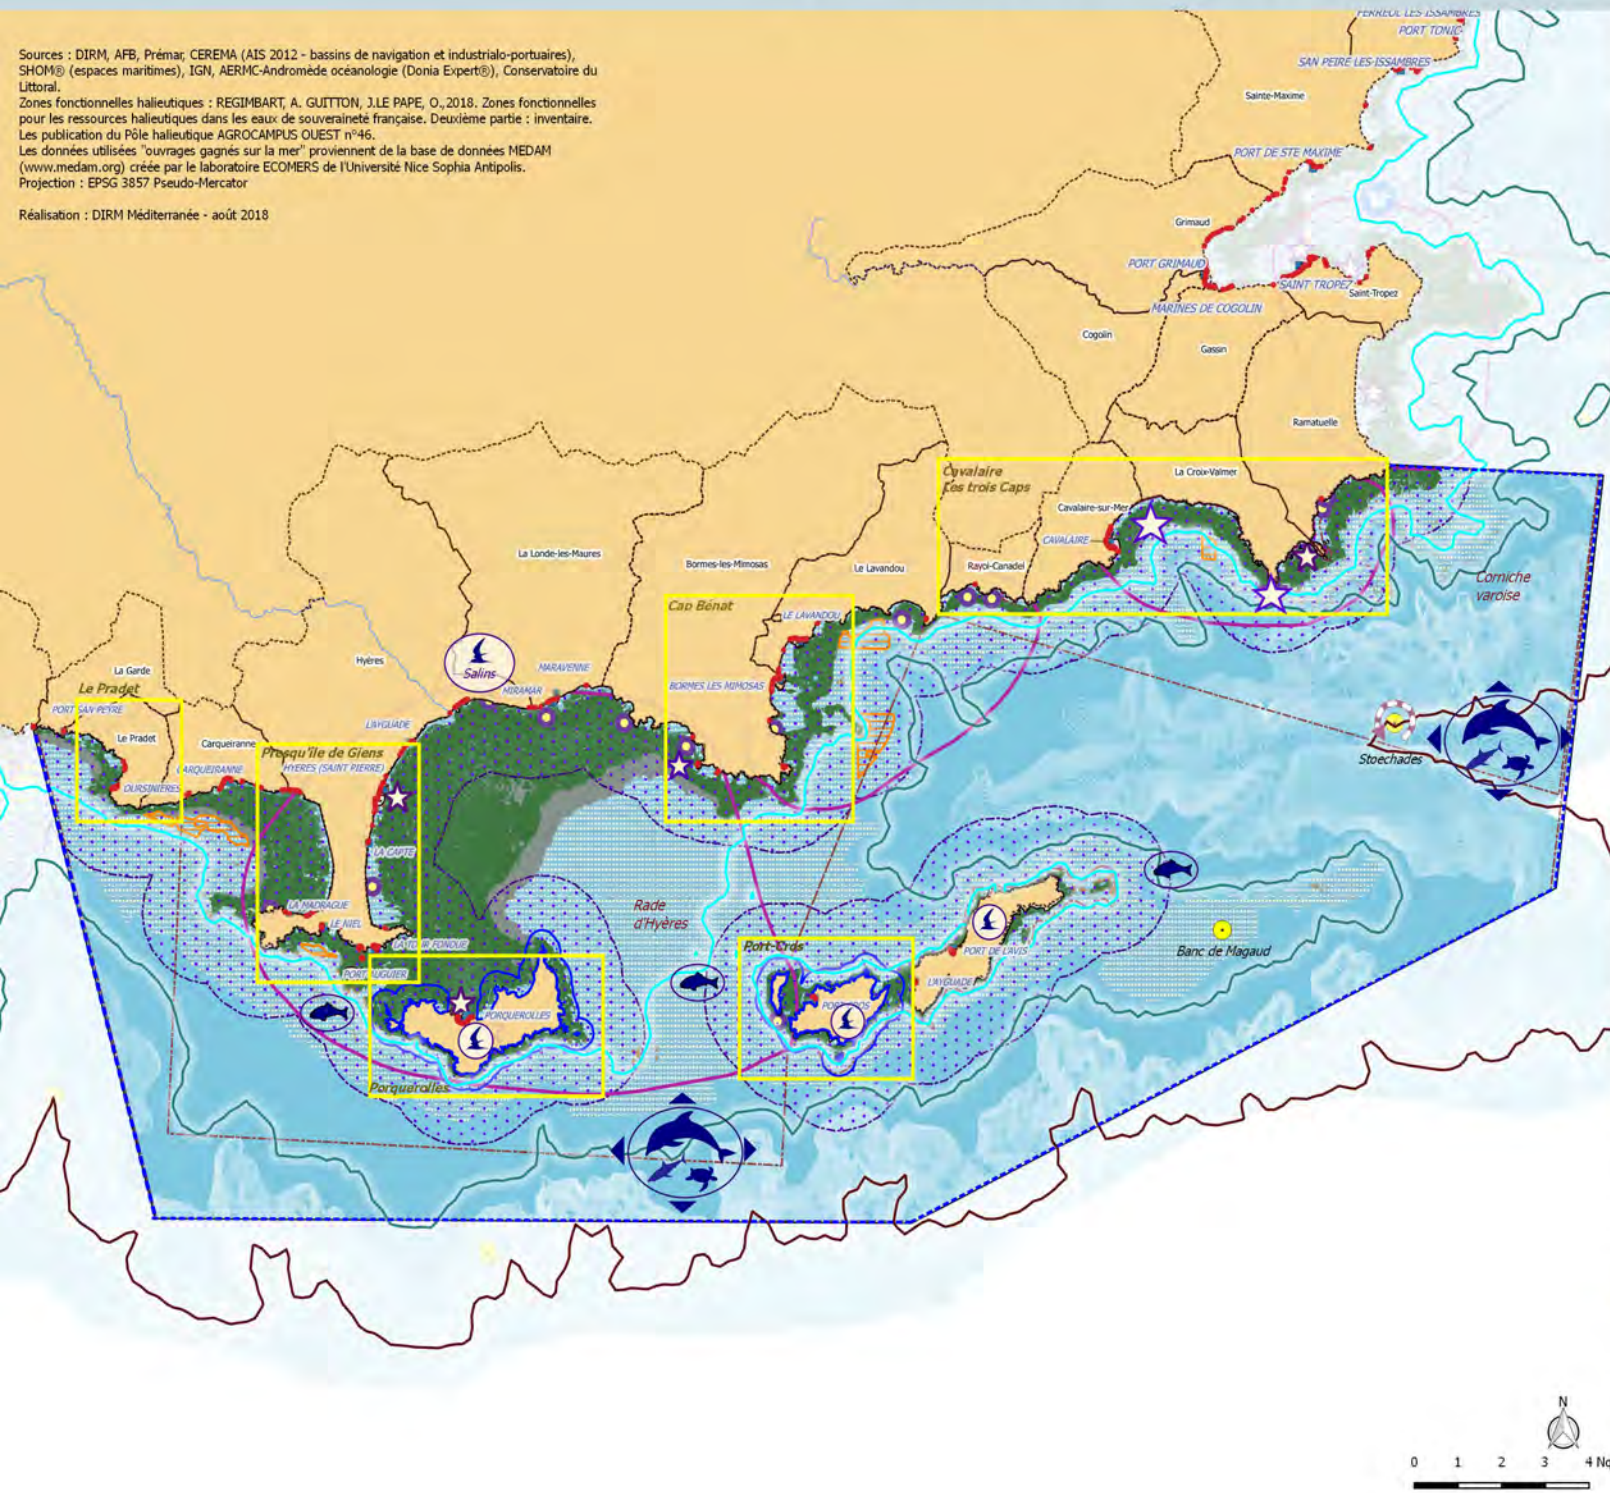 Sources : DIRM, AFB, Prémar, CEREMA (AIS 2012 - bassins de navigation et industrialo-portuaires),
SHOM® (espaces maritimes), IGN, AERMC-Andromède océanologie (Donia Expert®), Conservatoire du
Littoral.
Zones fonctionnelles halieutiques : REGIMBART, A. GUITTON, J.LE PAPE, O.,2018. Zones fonctionnelles
pour les ressources halieutiques dans les eaux de souveraineté française. Deuxième partie : inventaire.
Les publication du Pôle halieutique AGROCAMPUS OUEST n°46.
Les données utilisées "ouvrages gagnés sur la mer" proviennent de la base de données MEDAM
(www.medam.org) créée par le laboratoire ECOMERS de l'Université Nice Sophia Antipolis.
Projection : EPSG 3857 Pseudo-Mercator
Réalisation : DIRM Méditerranée - août 2018
FERREOL LES ISSAMBRES
PORT TONIC
SAN PEIRE LES ISSAMBRES
Sainte-Maxime
PORT DE STE MAXIME
Grimaud
PORT GRIMAUD
SAINT TROPEZ
Saint-Tropez
MARINES DE COGOLIN
Cogolin
Gassin
Ramatuelle
Cavalaire
Les trois Caps
La Croix-Valmer
Cavalaire-sur-Mer
CAVALAIRE
La Londe-les-Maures
Bormes-les-Mimosas
Le Lavandou
Rayol-Canadel
Corniche
varoise
Cap Bénat
LE LAVANDOU
Hyères
Salins
MARAVENNE
MIRAMAR
BORMES LES MIMOSAS
La Garde
Le Pradet
PORT SAN PEYRE
Le Pradet
Carqueiranne
L'AYGUADE
Presqu'île de Giens
HYERES (SAINT PIERRE)
CARQUEIRANNE
OURSINIERES
Stoechades
LA CAPTE
LA MADRAGUE
LE NIEL
LA TOUR FONDUE
PORT AUGUIER
Rade
d'Hyères
Port-Cros
PORT DE L'AVIS
Banc de Magaud
L'AYGUADE
PORT CROS
PORQUEROLLES
Porquerolles
N
0 1 2 3 4